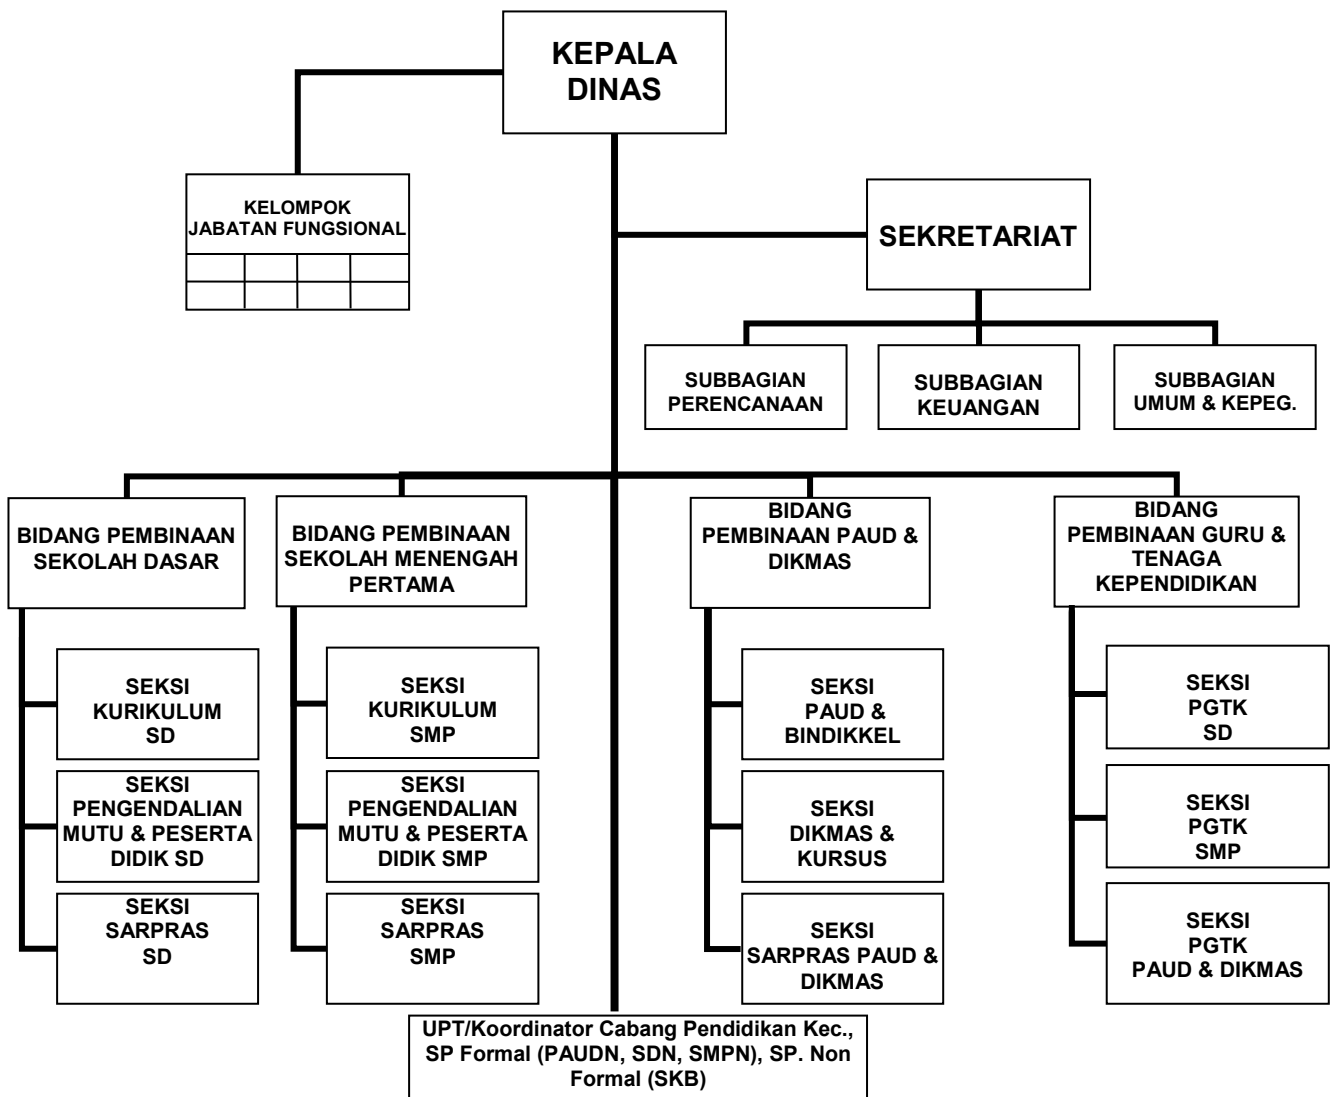 KEPALA
DINAS
KELOMPOK
JABATAN FUNGSIONAL
SEKRETARIAT
SUBBAGIAN
PERENCANAAN
SUBBAGIAN
KEUANGAN
SUBBAGIAN
UMUM & KEPEG.
BIDANG PEMBINAAN
SEKOLAH DASAR
BIDANG PEMBINAAN
SEKOLAH MENENGAH
PERTAMA
BIDANG
PEMBINAAN PAUD &
DIKMAS
BIDANG
PEMBINAAN GURU &
TENAGA
KEPENDIDIKAN
SEKSI
KURIKULUM
SD
SEKSI
PENGENDALIAN
MUTU & PESERTA
DIDIK SD
SEKSI
SARPRAS
SD
SEKSI
KURIKULUM
SMP
SEKSI
PENGENDALIAN
MUTU & PESERTA
DIDIK SMP
SEKSI
SARPRAS
SMP
SEKSI
PAUD &
BINDIKKEL
SEKSI
DIKMAS &
KURSUS
SEKSI
SARPRAS PAUD &
DIKMAS
SEKSI
PGTK
SD
SEKSI
PGTK
SMP
SEKSI
PGTK
PAUD & DIKMAS
UPT/Koordinator Cabang Pendidikan Kec.,
SP Formal (PAUDN, SDN, SMPN), SP. Non
Formal (SKB)